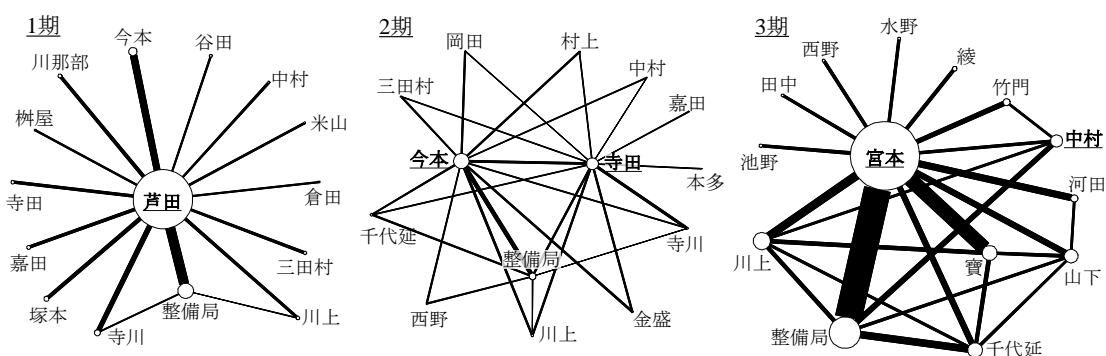 1期
今本
谷田
川那部
中村
桝屋
米山
芦田
倉田
寺田
嘉田
三田村
塚本
整備局
寺川
川上
2期
岡田
村上
中村
三田村
嘉田
今本
寺田
本多
千代延
寺川
整備局
西野
川上
金盛
3期
水野
西野
綾
田中
竹門
中村
池野
宮本
河田
川上
寶
山下
整備局
千代延